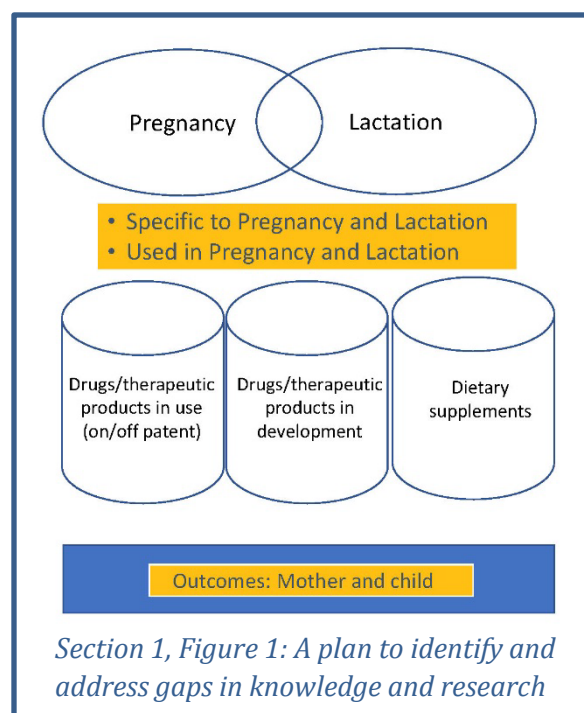 Pregnancy Lactation
• Specific to Pregnancy and Lactation
• Used in Pregnancy and Lactation
Drugs/therapeutic
products in use
(on/off patent)
Drugs/therapeutic
products in
development
Dietary
supplements
Outcomes: Mother and child
Section 1, Figure 1: A plan to identify and
address gaps in knowledge and research